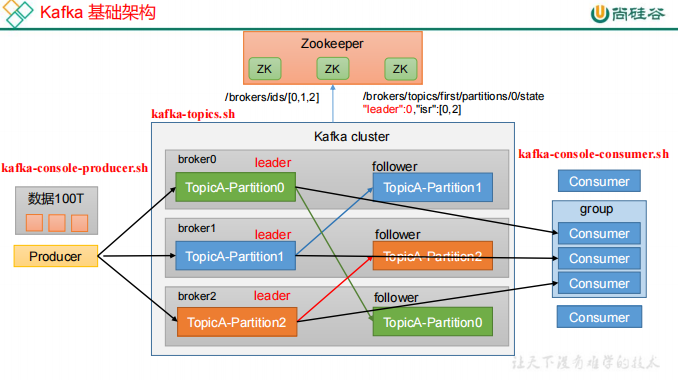 Kafka 基础架构
尚硅谷
Zookeeper
ZK
ZK
ZK
/brokers/ids/[0,1,2]
/brokers/topics/first/partitions/0/state
"leader":0,"isr":[0,2]
kafka-topics.sh
Kafka cluster
kafka-console-producer.sh
kafka-console-consumer.sh
broker0
leader
follower
TopicA-Partition0
TopicA-Partition1
数据100T
Producer
broker1
leader
follower
TopicA-Partition1
TopicA-Partition2
broker2
leader
follower
TopicA-Partition2
TopicA-Partition0
Consumer
group
Consumer
Consumer
Consumer
Consumer
让天下没有难学的技术